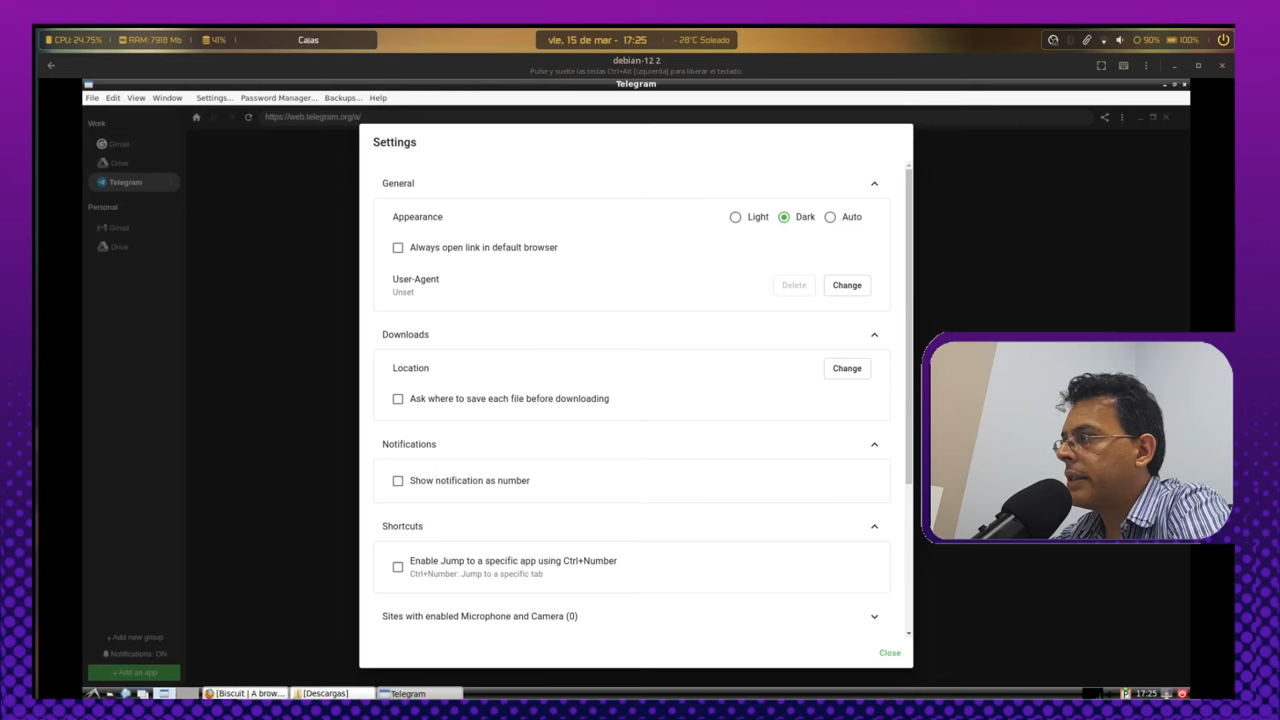 CPU: 24.75% | RAM: 7918 Mb | 41% | Caias
vie, 15 de mar - 17:25 | - 28°C Soleado
90% 100%
debian-12 2
Pulse y suelte las teclas Ctrl+Alt [izquierda] para liberar el teclado.
Telegram
File Edit View Window Settings... Password Manager... Backups... Help
https://web.telegram.org/a/
Work
Gmail
Drive
Telegram
Personal
Gmail
Drive
+ Add new group
Notifications: ON
+ Add an app
Settings
General
Appearance Light Dark Auto
Always open link in default browser
User-Agent
Unset
Delete Change
Downloads
Location Change
Ask where to save each file before downloading
Notifications
Show notification as number
Shortcuts
Enable Jump to a specific app using Ctrl+Number
Ctrl+Number: Jump to a specific tab
Sites with enabled Microphone and Camera (0)
Close
[Biscuit | A brow... [Descargas] Telegram 17:25